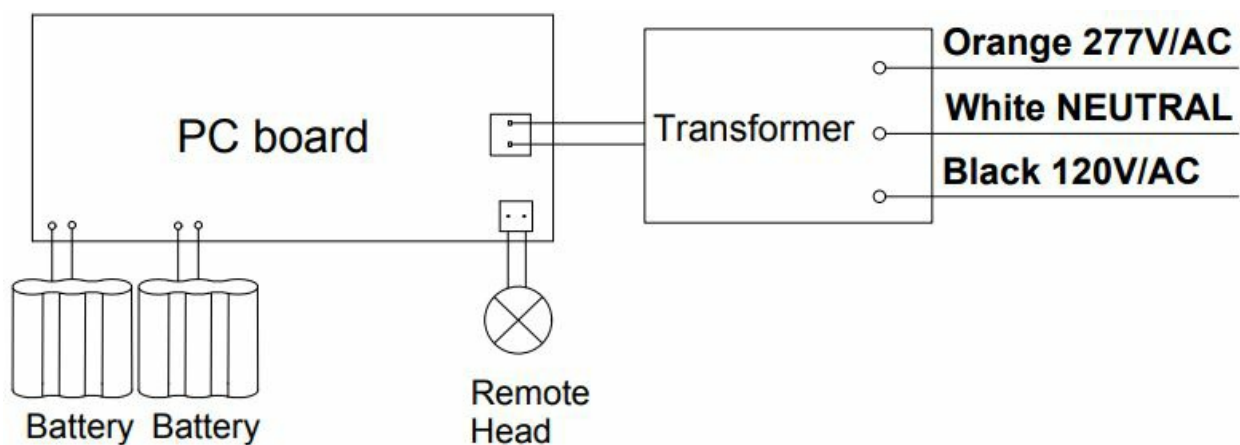 PC board
Transformer
Orange 277V/AC
White NEUTRAL
Black 120V/AC
Battery
Battery
Remote
Head